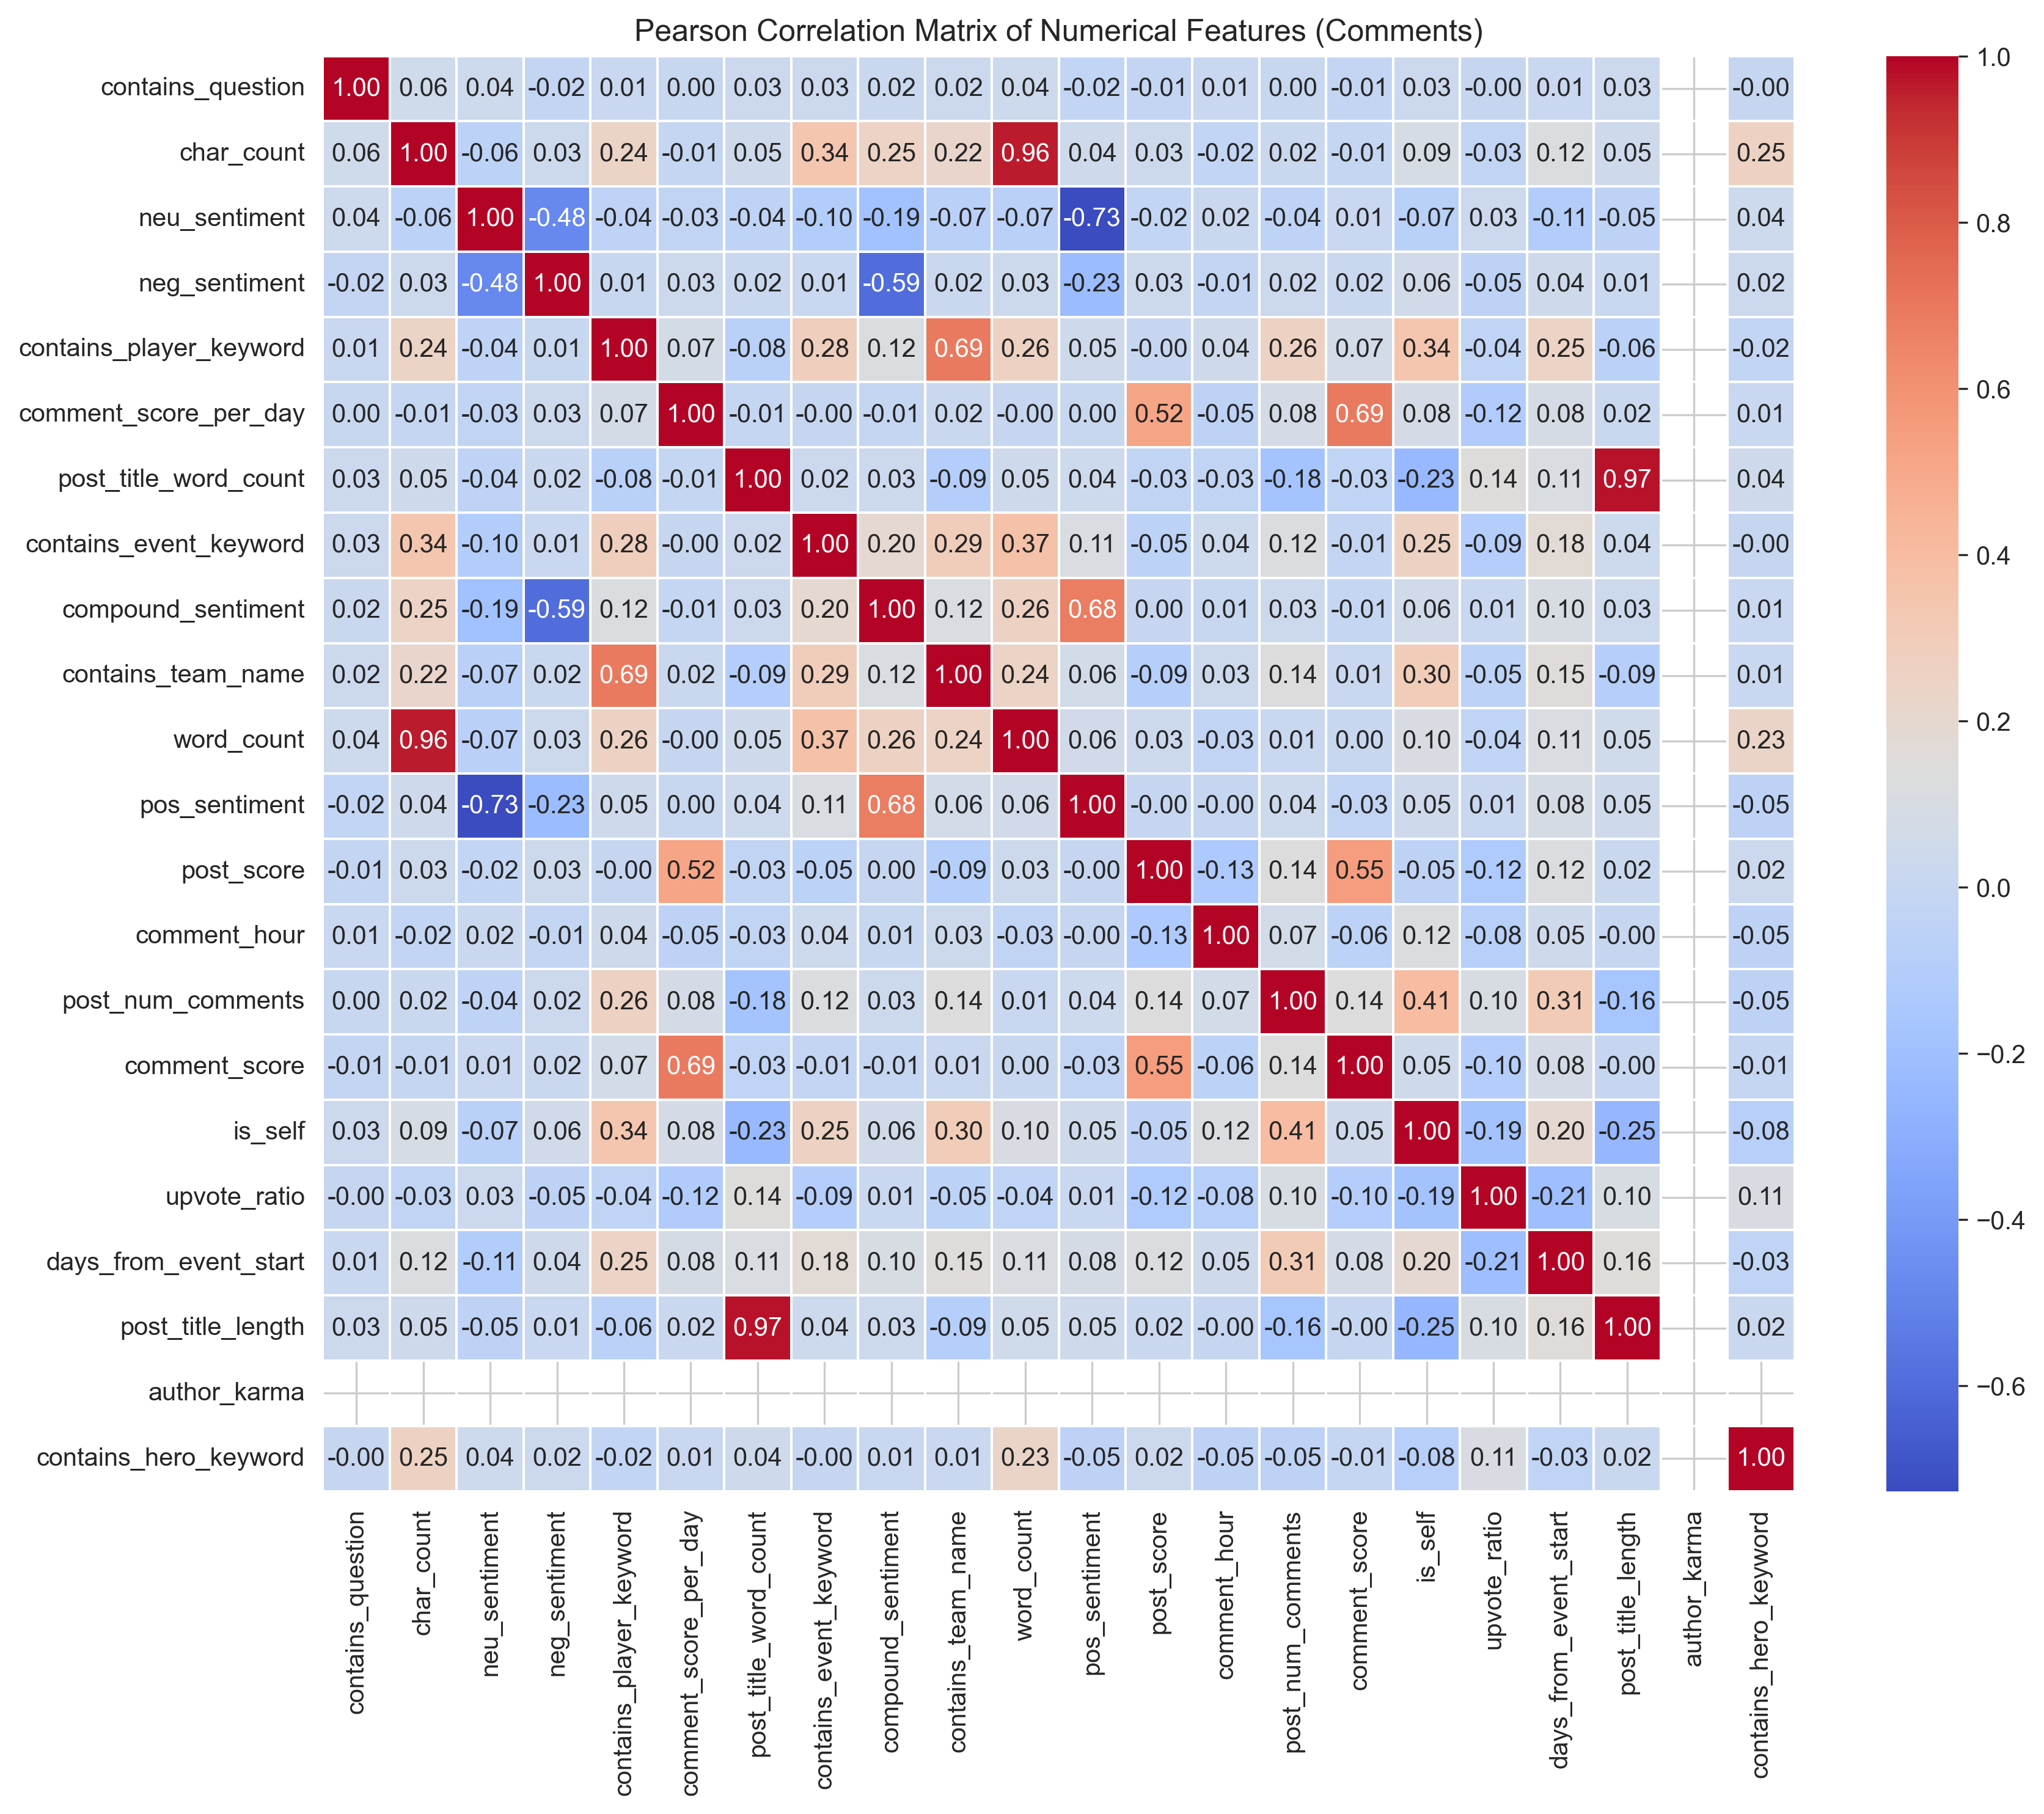 Pearson Correlation Matrix of Numerical Features (Comments)
contains_question 1.00 0.06 0.04 -0.02 0.01 0.00 0.03 0.03 0.02 0.02 0.04 -0.02 -0.01 0.01 0.00 -0.01 0.03 -0.00 0.01 0.03 -0.00
char_count 0.06 1.00 -0.06 0.03 0.24 -0.01 0.05 0.34 0.25 0.22 0.96 0.04 0.03 -0.02 0.02 -0.01 0.09 -0.03 0.12 0.05 0.25
neu_sentiment 0.04 -0.06 1.00 -0.48 -0.04 -0.03 -0.04 -0.10 -0.19 -0.07 -0.07 -0.73 -0.02 0.02 -0.04 0.01 -0.07 0.03 -0.11 -0.05 0.04
neg_sentiment -0.02 0.03 -0.48 1.00 0.01 0.03 0.02 0.01 -0.59 0.02 0.03 -0.23 0.03 -0.01 0.02 0.02 0.06 -0.05 0.04 0.01 0.02
contains_player_keyword 0.01 0.24 -0.04 0.01 1.00 0.07 -0.08 0.28 0.12 0.69 0.26 0.05 -0.00 0.04 0.26 0.07 0.34 -0.04 0.25 -0.06 -0.02
comment_score_per_day 0.00 -0.01 -0.03 0.03 0.07 1.00 -0.01 -0.00 -0.01 0.02 -0.00 0.00 0.52 -0.05 0.08 0.69 0.08 -0.12 0.08 0.02 0.01
post_title_word_count 0.03 0.05 -0.04 0.02 -0.08 -0.01 1.00 0.02 0.03 -0.09 0.05 0.04 -0.03 -0.03 -0.18 -0.03 -0.23 0.14 0.11 0.97 0.04
contains_event_keyword 0.03 0.34 -0.10 0.01 0.28 -0.00 0.02 1.00 0.20 0.29 0.37 0.11 -0.05 0.04 0.12 -0.01 0.25 -0.09 0.18 0.04 -0.00
compound_sentiment 0.02 0.25 -0.19 -0.59 0.12 -0.01 0.03 0.20 1.00 0.12 0.26 0.68 0.00 0.01 0.03 -0.01 0.06 0.01 0.10 0.03 0.01
contains_team_name 0.02 0.22 -0.07 0.02 0.69 0.02 -0.09 0.29 0.12 1.00 0.24 0.06 -0.09 0.03 0.14 0.01 0.30 -0.05 0.15 -0.09 0.01
word_count 0.04 0.96 -0.07 0.03 0.26 -0.00 0.05 0.37 0.26 0.24 1.00 0.06 0.03 -0.03 0.01 0.00 0.10 -0.04 0.11 0.05 0.23
pos_sentiment -0.02 0.04 -0.73 -0.23 0.05 0.00 0.04 0.11 0.68 0.06 0.06 1.00 -0.00 -0.00 0.04 -0.03 0.05 0.01 0.08 0.05 -0.05
post_score -0.01 0.03 -0.02 0.03 -0.00 0.52 -0.03 -0.05 0.00 -0.09 0.03 -0.00 1.00 -0.13 0.14 0.55 -0.05 -0.12 0.12 0.02 0.02
comment_hour 0.01 -0.02 0.02 -0.01 0.04 -0.05 -0.03 0.04 0.01 0.03 -0.03 -0.00 -0.13 1.00 0.07 -0.06 0.12 -0.08 0.05 -0.00 -0.05
post_num_comments 0.00 0.02 -0.04 0.02 0.26 0.08 -0.18 0.12 0.03 0.14 0.01 0.04 0.14 0.07 1.00 0.14 0.41 0.10 0.31 -0.16 -0.05
comment_score -0.01 -0.01 0.01 0.02 0.07 0.69 -0.03 -0.01 -0.01 0.01 0.00 -0.03 0.55 -0.06 0.14 1.00 0.05 -0.10 0.08 -0.00 -0.01
is_self 0.03 0.09 -0.07 0.06 0.34 0.08 -0.23 0.25 0.06 0.30 0.10 0.05 -0.05 0.12 0.41 0.05 1.00 -0.19 0.20 -0.25 -0.08
upvote_ratio -0.00 -0.03 0.03 -0.05 -0.04 -0.12 0.14 -0.09 0.01 -0.05 -0.04 0.01 -0.12 -0.08 0.10 -0.10 -0.19 1.00 -0.21 0.10 0.11
days_from_event_start 0.01 0.12 -0.11 0.04 0.25 0.08 0.11 0.18 0.10 0.15 0.11 0.08 0.12 0.05 0.31 0.08 0.20 -0.21 1.00 0.16 -0.03
post_title_length 0.03 0.05 -0.05 0.01 -0.06 0.02 0.97 0.04 0.03 -0.09 0.05 0.05 0.02 -0.00 -0.16 -0.00 -0.25 0.10 0.16 1.00 0.02
author_karma
contains_hero_keyword -0.00 0.25 0.04 0.02 -0.02 0.01 0.04 -0.00 0.01 0.01 0.23 -0.05 0.02 -0.05 -0.05 -0.01 -0.08 0.11 -0.03 0.02 1.00
contains_question
char_count
neu_sentiment
neg_sentiment
contains_player_keyword
comment_score_per_day
post_title_word_count
contains_event_keyword
compound_sentiment
contains_team_name
word_count
pos_sentiment
post_score
comment_hour
post_num_comments
comment_score
is_self
upvote_ratio
days_from_event_start
post_title_length
author_karma
contains_hero_keyword
1.0
0.8
0.6
0.4
0.2
0.0
−0.2
−0.4
−0.6